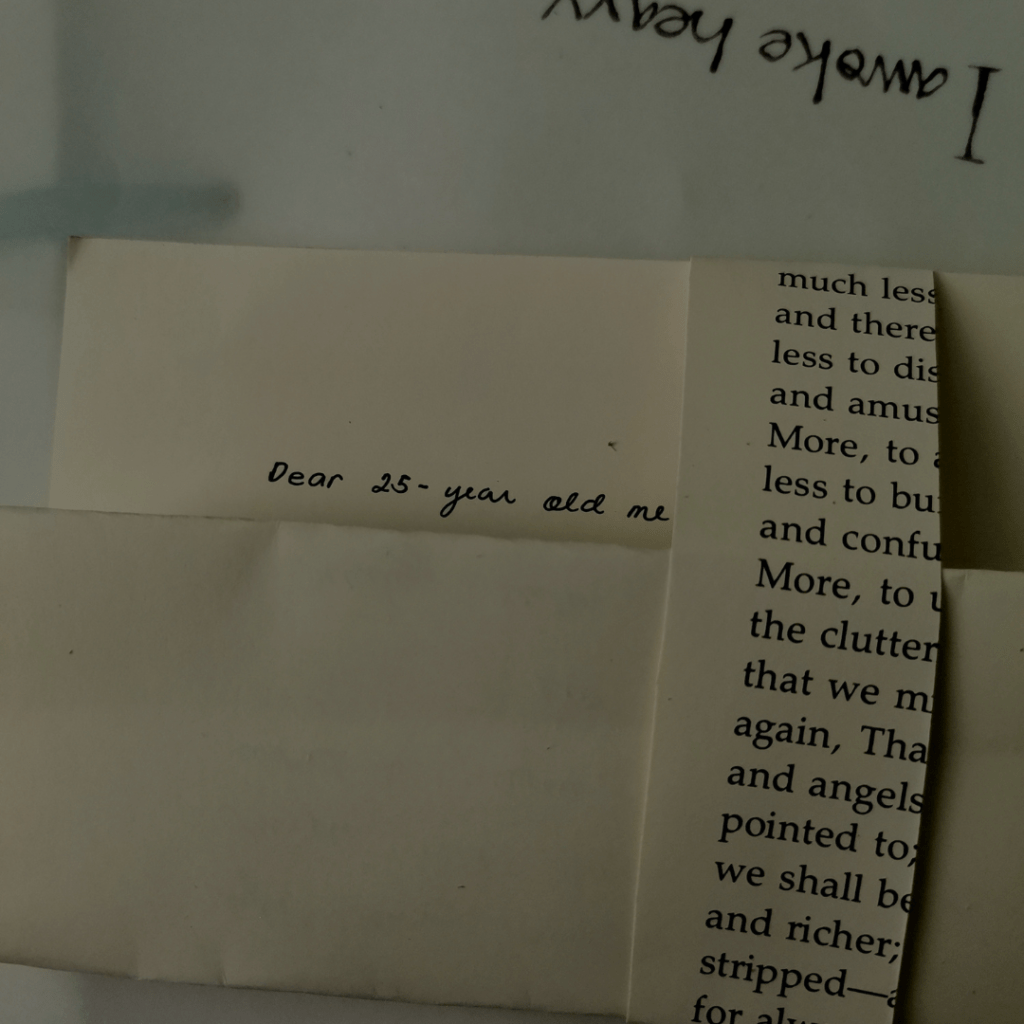 I awoke heavy
Dear 25-year old me
much less
and there
less to dis
and amus
More, to
less to bu
and confu
More, to
the clutter
that we m
again, Tha
and angels
pointed to;
we shall be
and richer;
stripped—a
for alw